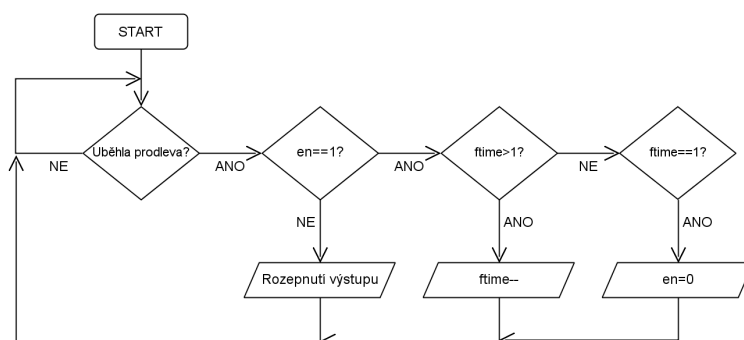 START
Uběhla prodleva?
NE
ANO
en==1?
ANO
ftime>1?
NE
ftime==1?
NE
ANO
ANO
Rozepnutí výstupu
ftime--
en=0